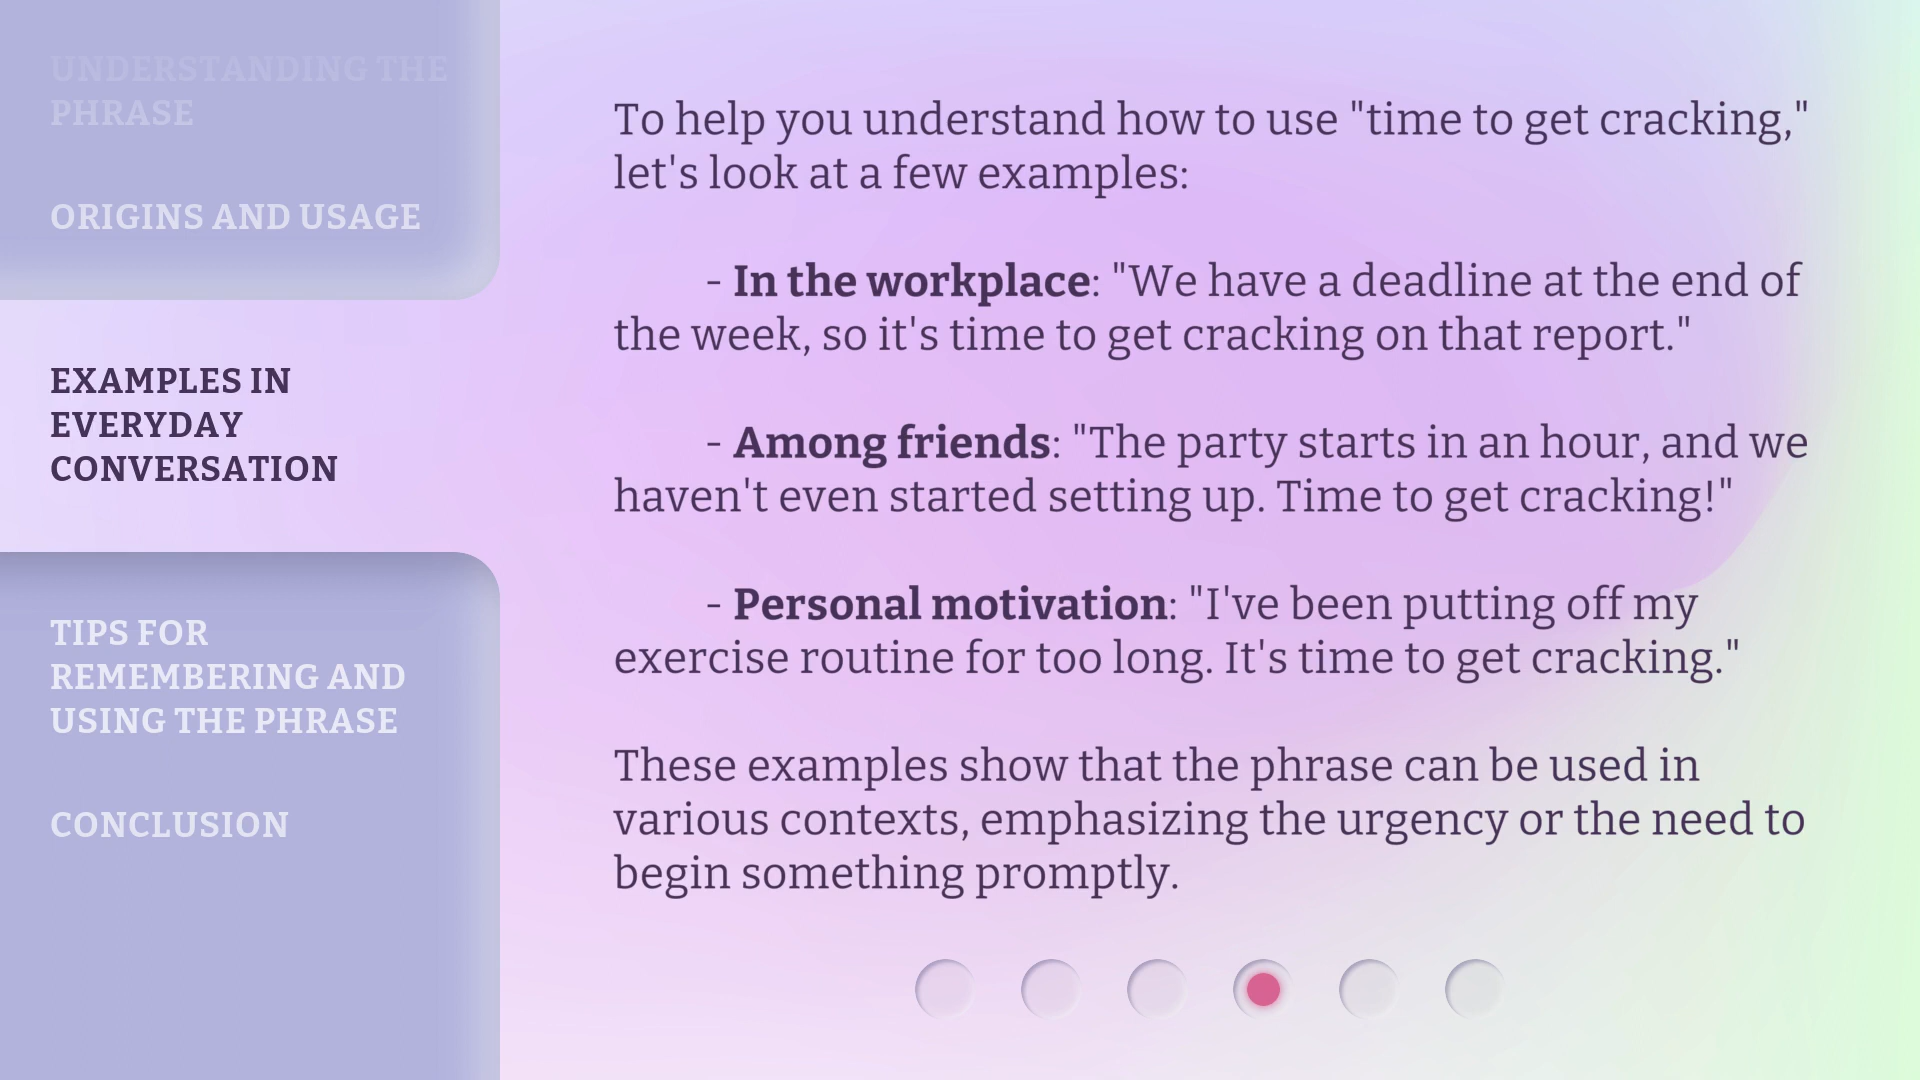 UNDERSTANDING THE
PHRASE
ORIGINS AND USAGE
EXAMPLES IN
EVERYDAY
CONVERSATION
TIPS FOR
REMEMBERING AND
USING THE PHRASE
CONCLUSION
To help you understand how to use "time to get cracking,"
let's look at a few examples:
- In the workplace: "We have a deadline at the end of
the week, so it's time to get cracking on that report."
- Among friends: "The party starts in an hour, and we
haven't even started setting up. Time to get cracking!"
- Personal motivation: "I've been putting off my
exercise routine for too long. It's time to get cracking."
These examples show that the phrase can be used in
various contexts, emphasizing the urgency or the need to
begin something promptly.